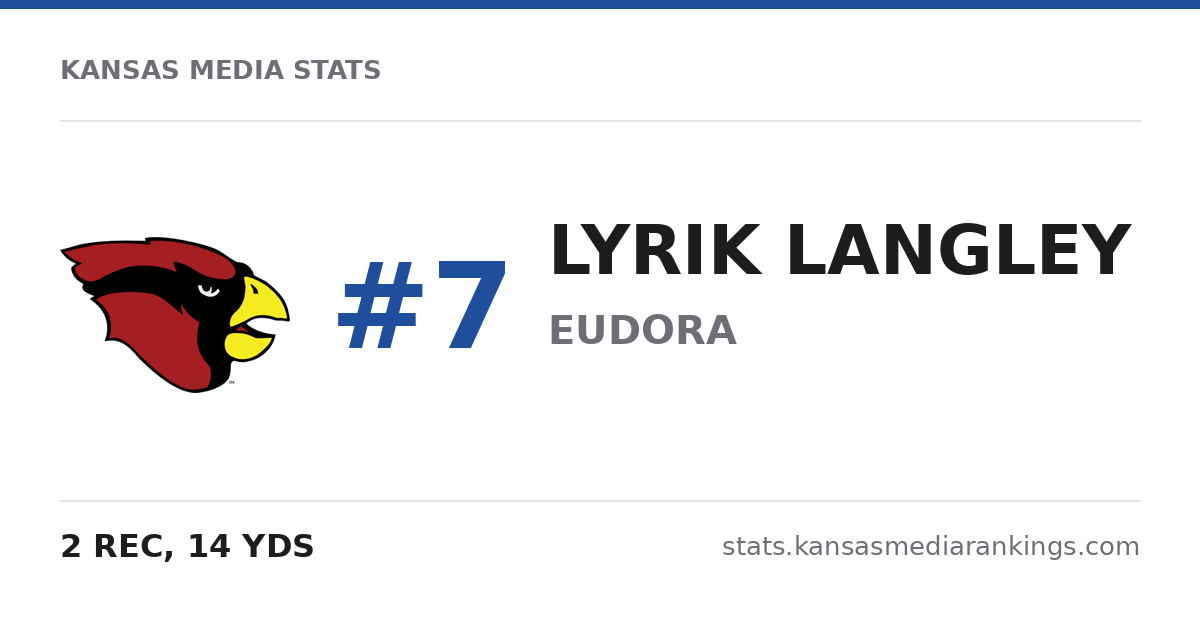 KANSAS MEDIA STATS
#7
LYRIK LANGLEY
EUDORA
2 REC, 14 YDS
stats.kansasmediarankings.com